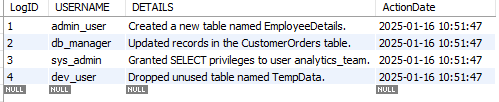 LogID USERNAME DETAILS ActionDate
1 admin_user Created a new table named EmployeeDetails. 2025-01-16 10:51:47
2 db_manager Updated records in the CustomerOrders table. 2025-01-16 10:51:47
3 sys_admin Granted SELECT privileges to user analytics_team. 2025-01-16 10:51:47
4 dev_user Dropped unused table named TempData. 2025-01-16 10:51:47
NULL NULL NULL NULL